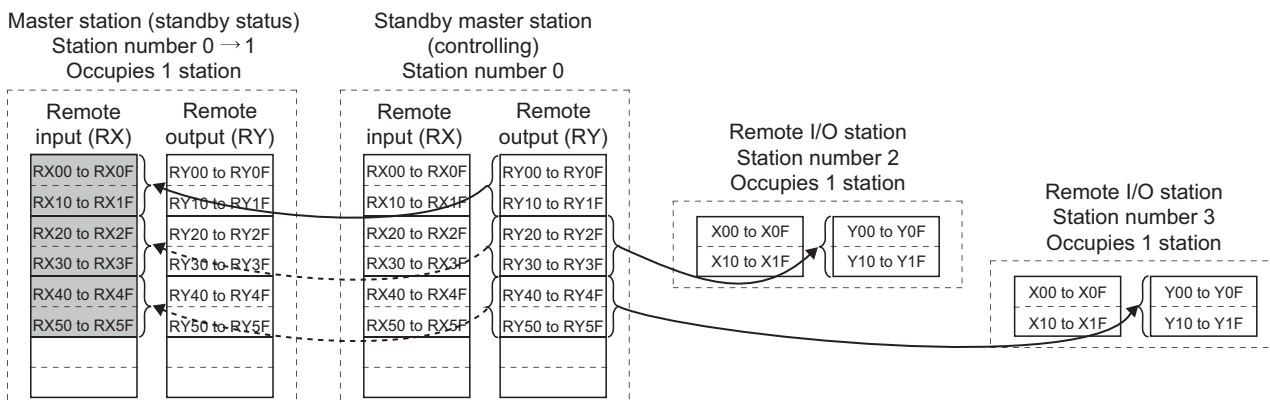 Master station (standby status)
Station number 0 → 1
Occupies 1 station
Remote input (RX)
Remote output (RY)
RX00 to RX0F
RX10 to RX1F
RX20 to RX2F
RX30 to RX3F
RX40 to RX4F
RX50 to RX5F
RY00 to RY0F
RY10 to RY1F
RY20 to RY2F
RY30 to RY3F
RY40 to RY4F
RY50 to RY5F
Standby master station
(controlling)
Station number 0
Remote input (RX)
Remote output (RY)
RX00 to RX0F
RX10 to RX1F
RX20 to RX2F
RX30 to RX3F
RX40 to RX4F
RX50 to RX5F
RY00 to RY0F
RY10 to RY1F
RY20 to RY2F
RY30 to RY3F
RY40 to RY4F
RY50 to RY5F
Remote I/O station
Station number 2
Occupies 1 station
X00 to X0F
X10 to X1F
Y00 to Y0F
Y10 to Y1F
Remote I/O station
Station number 3
Occupies 1 station
X00 to X0F
X10 to X1F
Y00 to Y0F
Y10 to Y1F